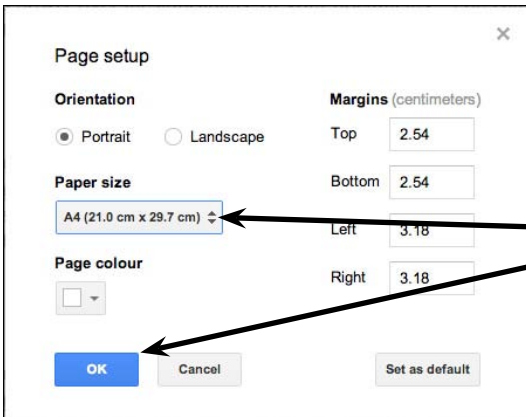 ×
Page setup
Orientation
Portrait Landscape
Paper size
A4 (21.0 cm x 29.7 cm)
Page colour
Margins (centimeters)
Top 2.54
Bottom 2.54
Left 3.18
Right 3.18
OK Cancel Set as default